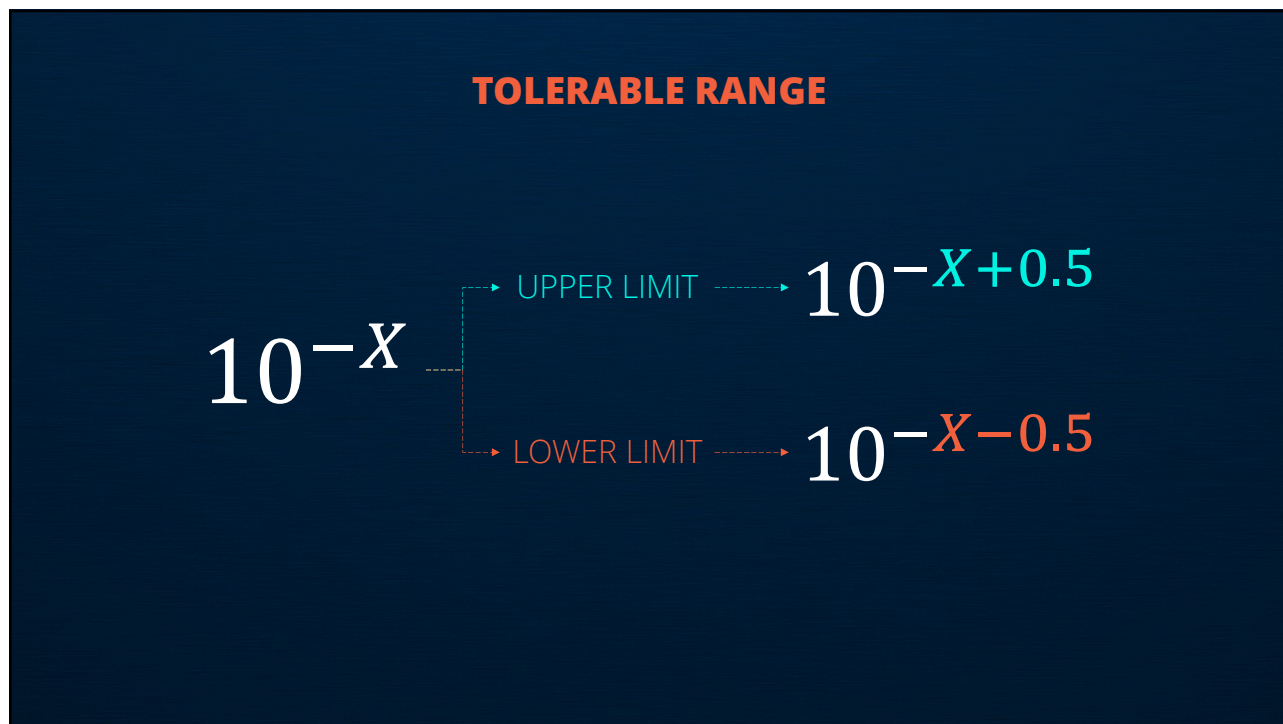 TOLERABLE RANGE
10^{−X}
UPPER LIMIT
10^{−X+0.5}
LOWER LIMIT
10^{−X−0.5}